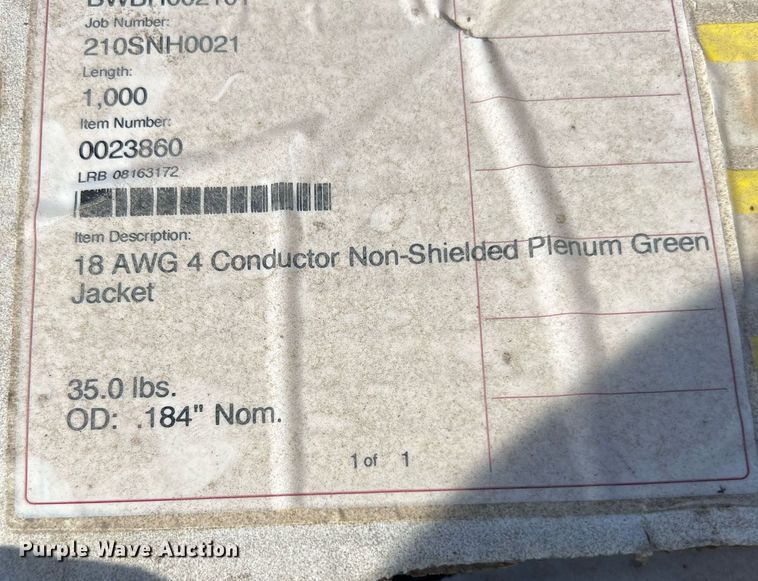 Job Number:
210SNH0021
Length:
1,000
Item Number:
0023860
LRB 08163172
Item Description:
18 AWG 4 Conductor Non-Shielded Plenum Green
Jacket
35.0 lbs.
OD: .184" Nom.
1 of 1
Purple Wave Auction